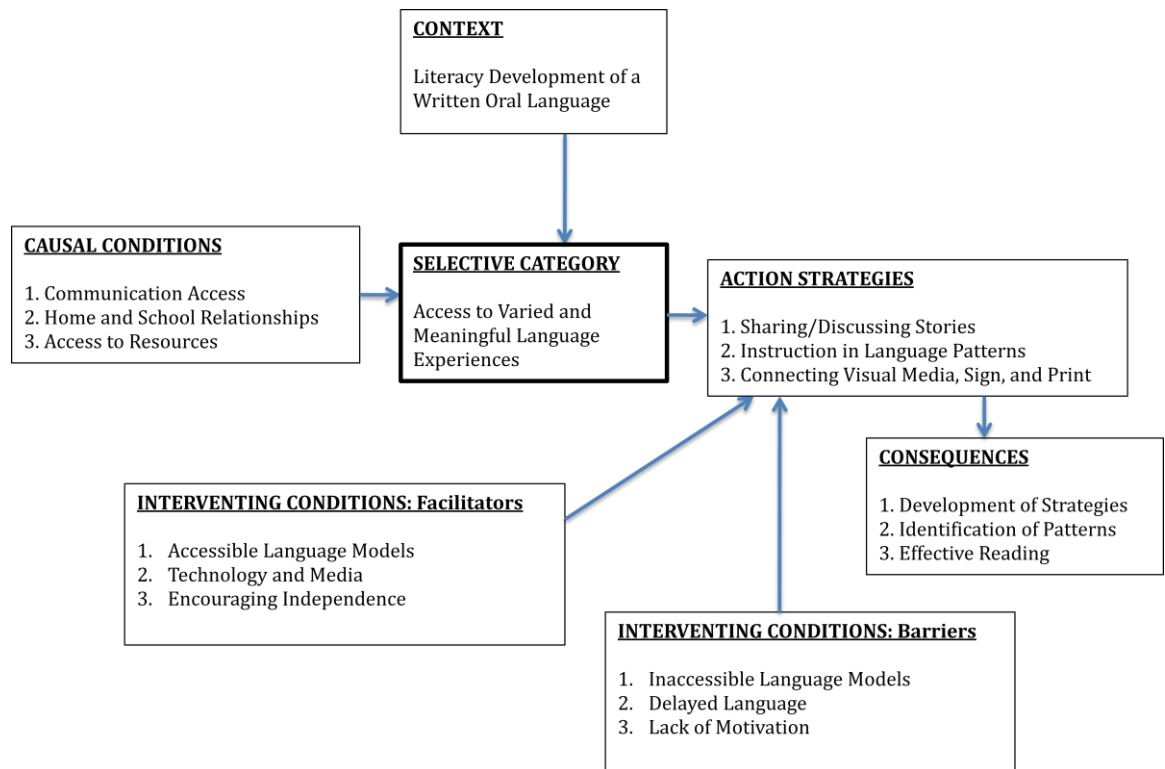 CONTEXT
Literacy Development of a
Written Oral Language
CAUSAL CONDITIONS
1. Communication Access
2. Home and School Relationships
3. Access to Resources
SELECTIVE CATEGORY
Access to Varied and
Meaningful Language
Experiences
ACTION STRATEGIES
1. Sharing/Discussing Stories
2. Instruction in Language Patterns
3. Connecting Visual Media, Sign, and Print
CONSEQUENCES
1. Development of Strategies
2. Identification of Patterns
3. Effective Reading
INTERVENTING CONDITIONS: Facilitators
1. Accessible Language Models
2. Technology and Media
3. Encouraging Independence
INTERVENTING CONDITIONS: Barriers
1. Inaccessible Language Models
2. Delayed Language
3. Lack of Motivation